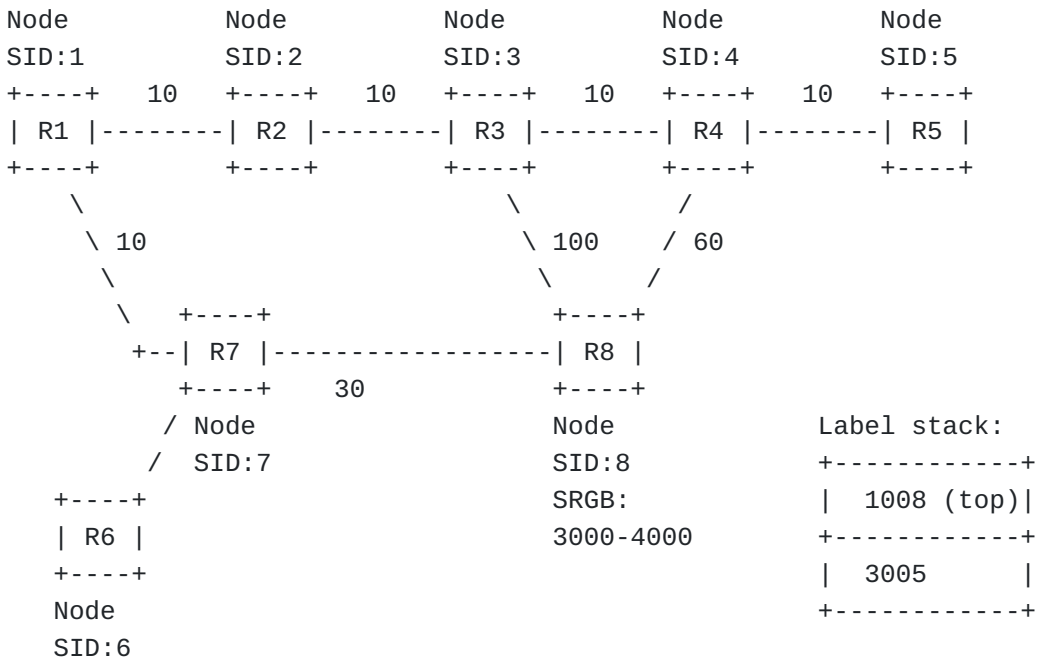 Node Node Node Node Node
SID:1 SID:2 SID:3 SID:4 SID:5
+----+ 10 +----+ 10 +----+ 10 +----+ 10 +----+
| R1 |--------| R2 |--------| R3 |--------| R4 |--------| R5 |
+----+ +----+ +----+ +----+ +----+
\ \ /
\ 10 \ 100 / 60
\ \ /
\ +----+ +----+
+--| R7 |------------------| R8 |
+----+ 30 +----+
/ Node Node Label stack:
/ SID:7 SID:8 +------------+
+----+ SRGB: | 1008 (top)|
| R6 | 3000-4000 +------------+
+----+ | 3005 |
Node +------------+
SID:6